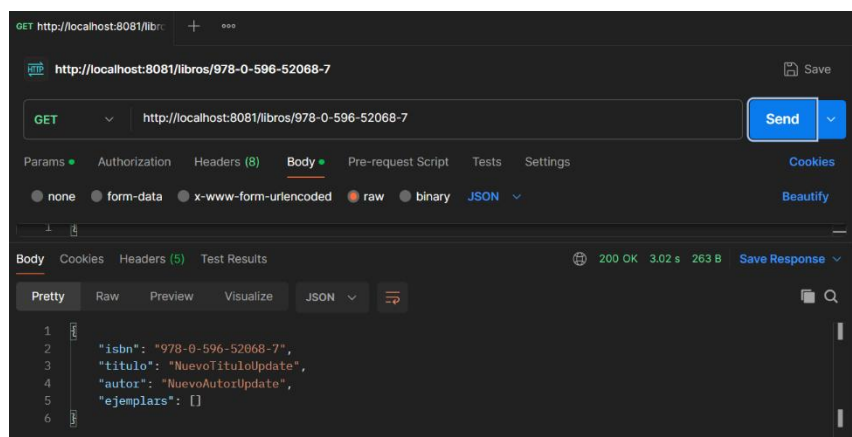 GET http://localhost:8081/libro
HTTP http://localhost:8081/libros/978-0-596-52068-7 Save
GET http://localhost:8081/libros/978-0-596-52068-7 Send
Params Authorization Headers (8) Body Pre-request Script Tests Settings Cookies
none form-data x-www-form-urlencoded raw binary JSON Beautify
1 {
Body Cookies Headers (5) Test Results 200 OK 3.02 s 263 B Save Response
Pretty Raw Preview Visualize JSON
1 {
2 "isbn": "978-0-596-52068-7",
3 "titulo": "NuevoTituloUpdate",
4 "autor": "NuevoAutorUpdate",
5 "ejemplars": []
6 }